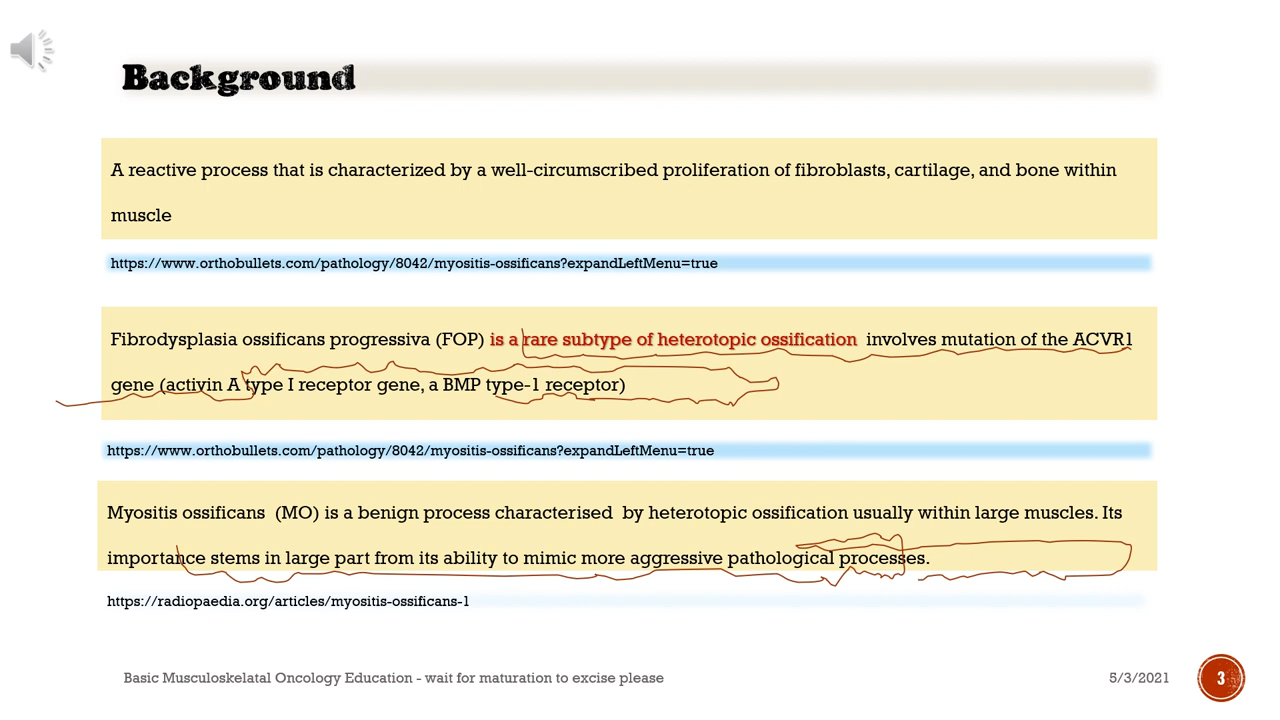 Background
A reactive process that is characterized by a well-circumscribed proliferation of fibroblasts, cartilage, and bone within
muscle
https://www.orthobullets.com/pathology/8042/myositis-ossificans?expandLeftMenu=true
Fibrodysplasia ossificans progressiva (FOP) is a rare subtype of heterotopic ossification involves mutation of the ACVR1
gene (activin A type I receptor gene, a BMP type-1 receptor)
https://www.orthobullets.com/pathology/8042/myositis-ossificans?expandLeftMenu=true
Myositis ossificans (MO) is a benign process characterised by heterotopic ossification usually within large muscles. Its
importance stems in large part from its ability to mimic more aggressive pathological processes.
https://radiopaedia.org/articles/myositis-ossificans-1
Basic Musculoskelatal Oncology Education - wait for maturation to excise please
5/3/2021
3